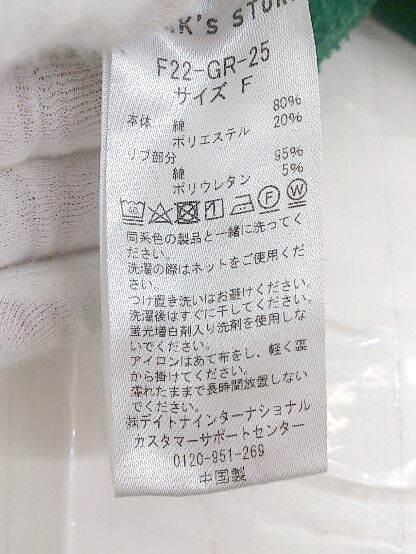 K's STOR
F22-GR-25
サイズ F
80%
本体 綿
ポリエステル 20%
リブ部分
綿 95%
ポリウレタン 5%
同系色の製品と一緒に洗ってく
ださい。
洗濯の際はネットをご使用くだ
さい。
つけ置き洗いはお避けください。
洗濯後はすぐに干してください。
蛍光増白剤入り洗剤を使用しな
いでください。
アイロンはあて布をし、軽く裏
から掛けてください。
濡れたままで長時間放置しない
でください。
㈱デイトナインターナショナル
カスタマーサポートセンター
0120-951-269
中国製